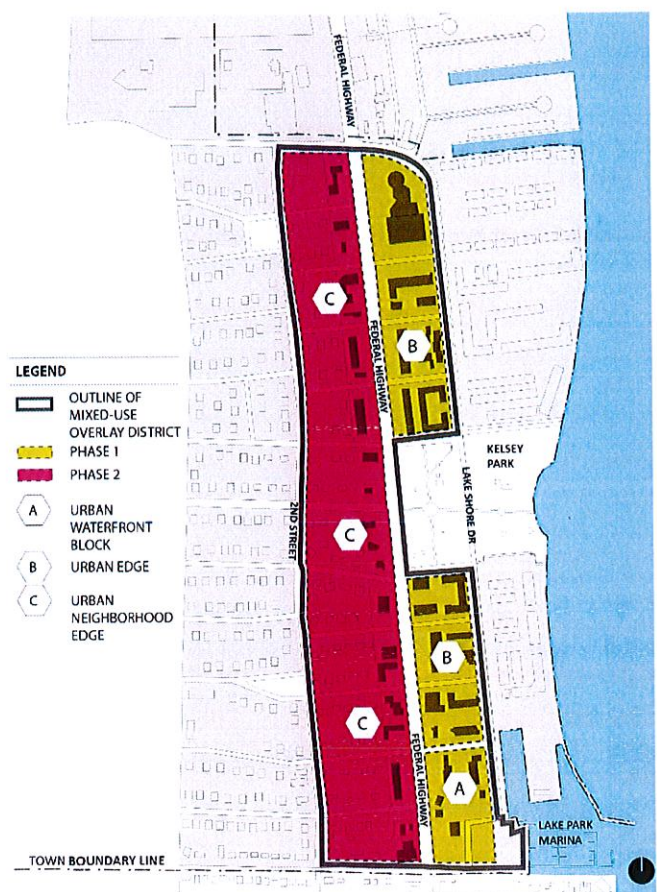 FEDERAL HIGHWAY
C
FEDERAL HIGHWAY
B
LEGEND
OUTLINE OF
MIXED-USE
OVERLAY DISTRICT
PHASE 1
PHASE 2
A
URBAN
WATERFRONT
BLOCK
B
URBAN EDGE
C
URBAN
NEIGHBORHOOD
EDGE
KELSEY
PARK
LAKE SHORE DR
2ND STREET
C
B
C
FEDERAL HIGHWAY
A
LAKE PARK
MARINA
TOWN BOUNDARY LINE